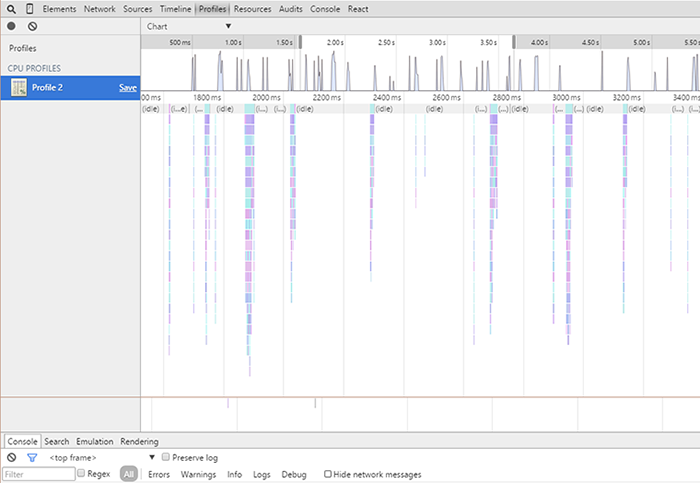 Elements Network Sources Timeline Profiles Resources Audits Console React
Chart
Profiles
CPU PROFILES
Profile 2 Save
500 ms 1.00 s 1.50 s 2.00 s 2.50 s 3.00 s 3.50 s 4.00 s 4.50 s 5.00 s 5.50
00 ms 1800 ms 2000 ms 2200 ms 2400 ms 2600 ms 2800 ms 3000 ms 3200 ms 3400 ms
(idle) (i...e) (... (idle) (...) (...) (idle) (idle) (idle) (i...) (idle) (...) (idle) (idle) (...) (idle) (idle) (i...) (...)
Console Search Emulation Rendering
<top frame> Preserve log
Filter Regex All Errors Warnings Info Logs Debug Hide network messages